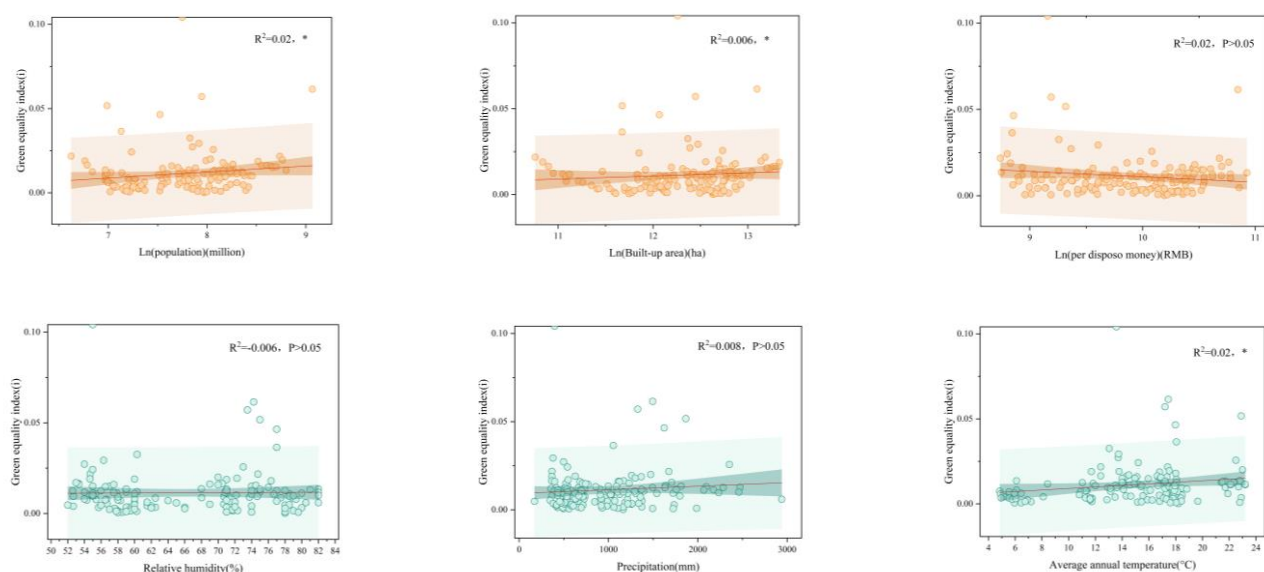 0.10
R²=0.02， *
Green equality index(i)
0.05
0.00
7 8 9
Ln(population)(million)
0.10
R²=0.006， *
Green equality index(i)
0.05
0.00
11 12 13
Ln(Built-up area)(ha)
0.10
R²=0.02， P>0.05
Green equality index(i)
0.05
0.00
9 10 11
Ln(per disposo money)(RMB)
0.10
R²=-0.006， P>0.05
Green equality index(i)
0.05
0.00
50 52 54 56 58 60 62 64 66 68 70 72 74 76 78 80 82 84
Relative humidity(%)
0.10
R²=0.008， P>0.05
Green equality index(i)
0.05
0.00
0 1000 2000 3000
Precipitation(mm)
0.10
R²=0.02， *
Green equality index(i)
0.05
0.00
4 6 8 10 12 14 16 18 20 22 24
Average annual temperature(°C)